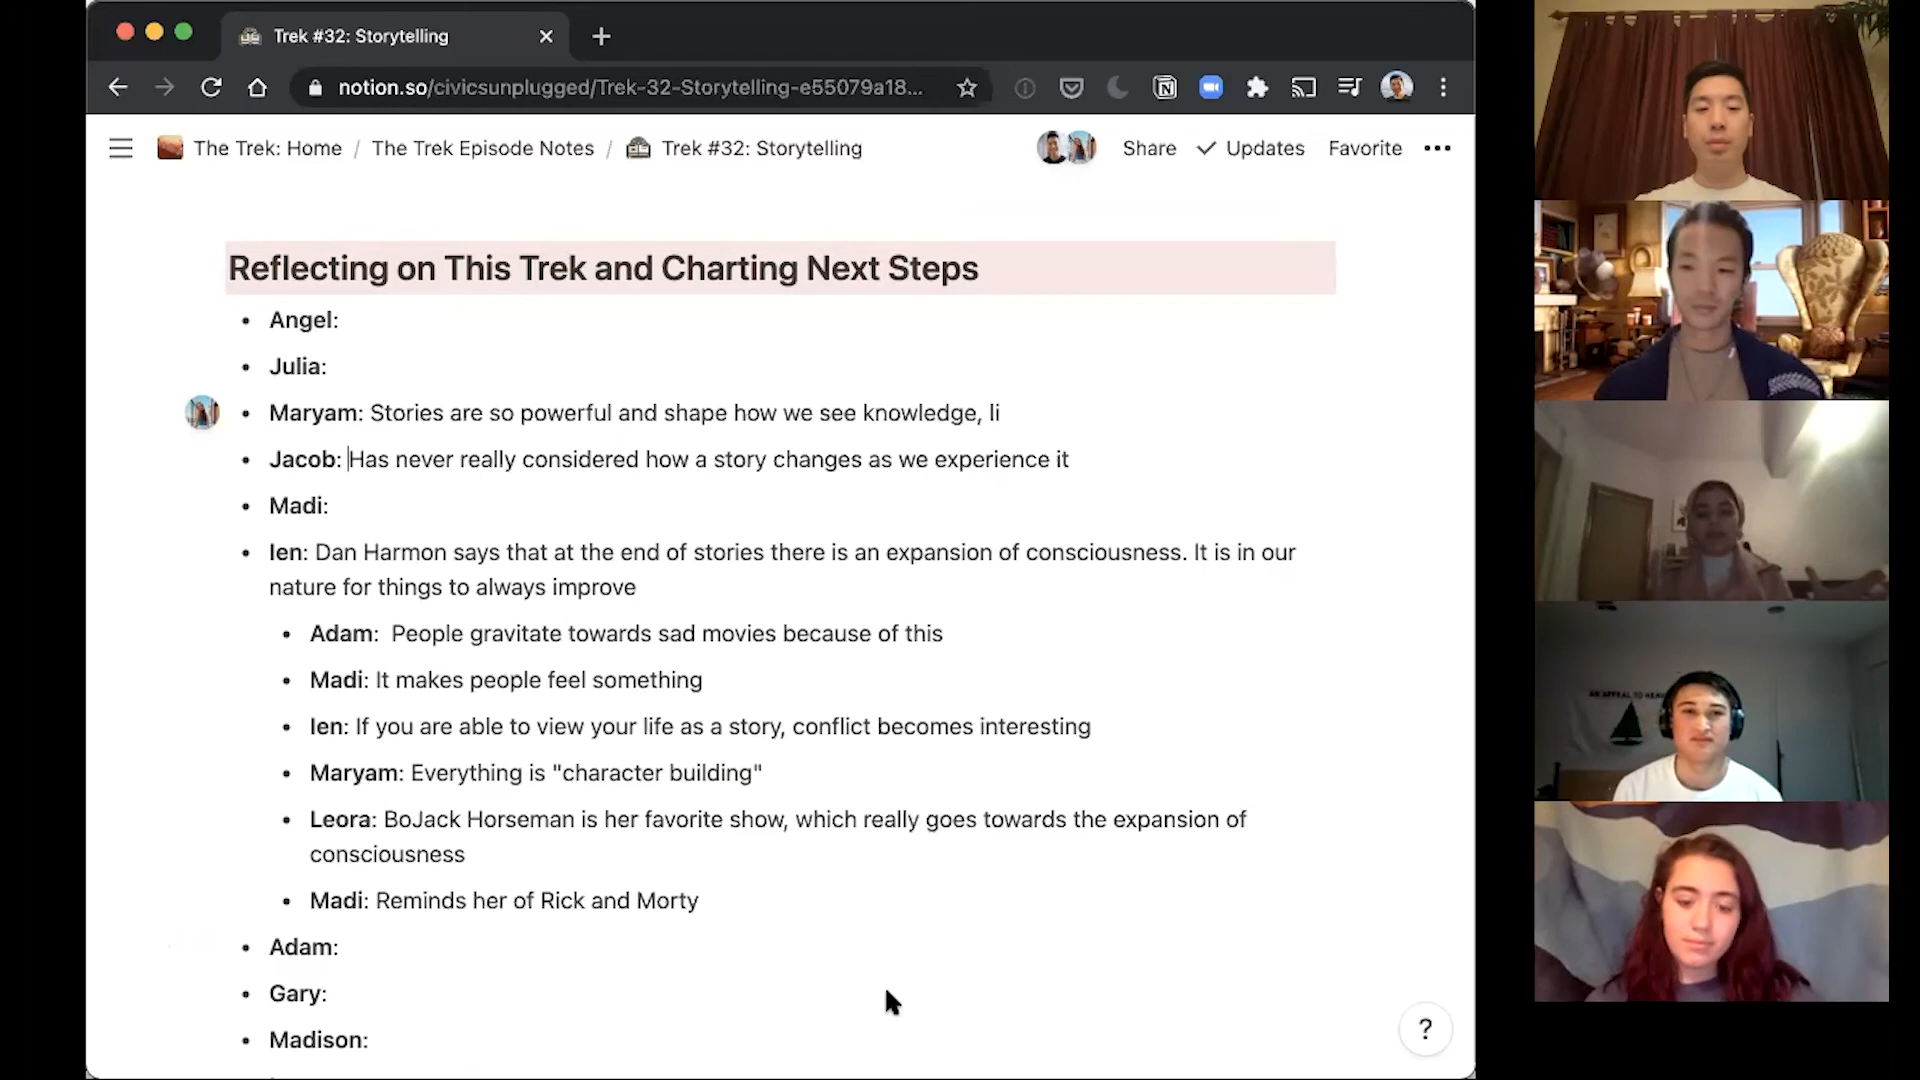 Trek #32: Storytelling
notion.so/civicsunplugged/Trek-32-Storytelling-e55079a18...
The Trek: Home / The Trek Episode Notes / Trek #32: Storytelling
Share Updates Favorite
Reflecting on This Trek and Charting Next Steps
Angel:
Julia:
Maryam: Stories are so powerful and shape how we see knowledge, li
Jacob: Has never really considered how a story changes as we experience it
Madi:
Ien: Dan Harmon says that at the end of stories there is an expansion of consciousness. It is in our
nature for things to always improve
Adam: People gravitate towards sad movies because of this
Madi: It makes people feel something
Ien: If you are able to view your life as a story, conflict becomes interesting
Maryam: Everything is "character building"
Leora: BoJack Horseman is her favorite show, which really goes towards the expansion of
consciousness
Madi: Reminds her of Rick and Morty
Adam:
Gary:
Madison:
?
AN APPEAL TO